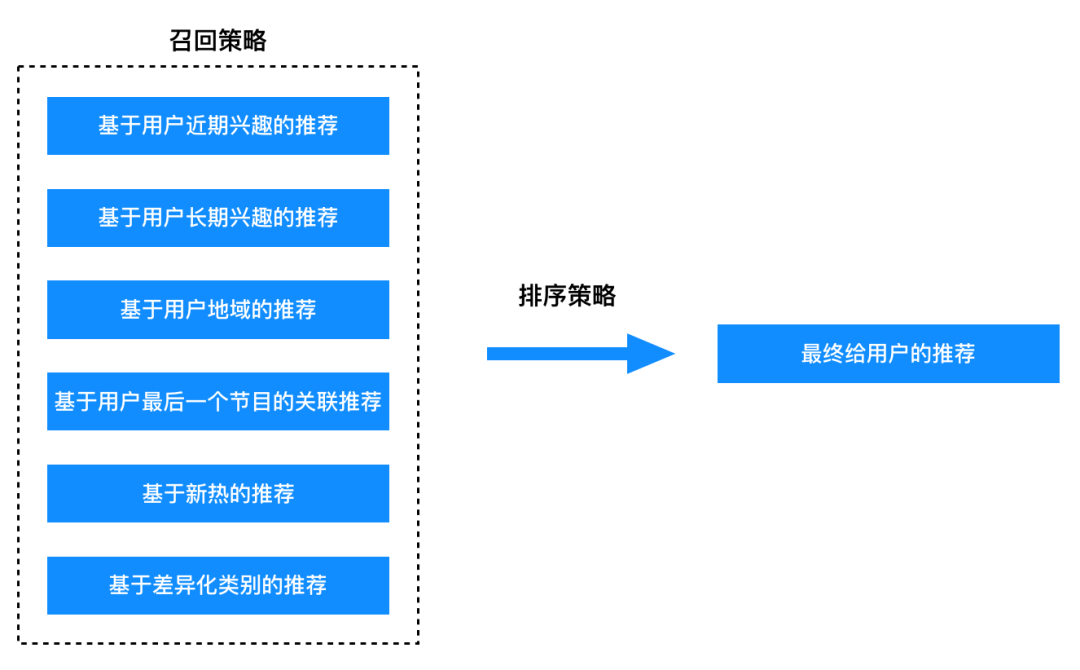 召回策略
基于用户近期兴趣的推荐
基于用户长期兴趣的推荐
基于用户地域的推荐
基于用户最后一个节目的关联推荐
基于新热的推荐
基于差异化类别的推荐
排序策略
最终给用户的推荐